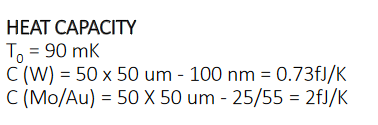 HEAT CAPACITY
T₀ = 90 mK
C (W) = 50 x 50 um - 100 nm = 0.73fJ/K
C (Mo/Au) = 50 X 50 um - 25/55 = 2fJ/K